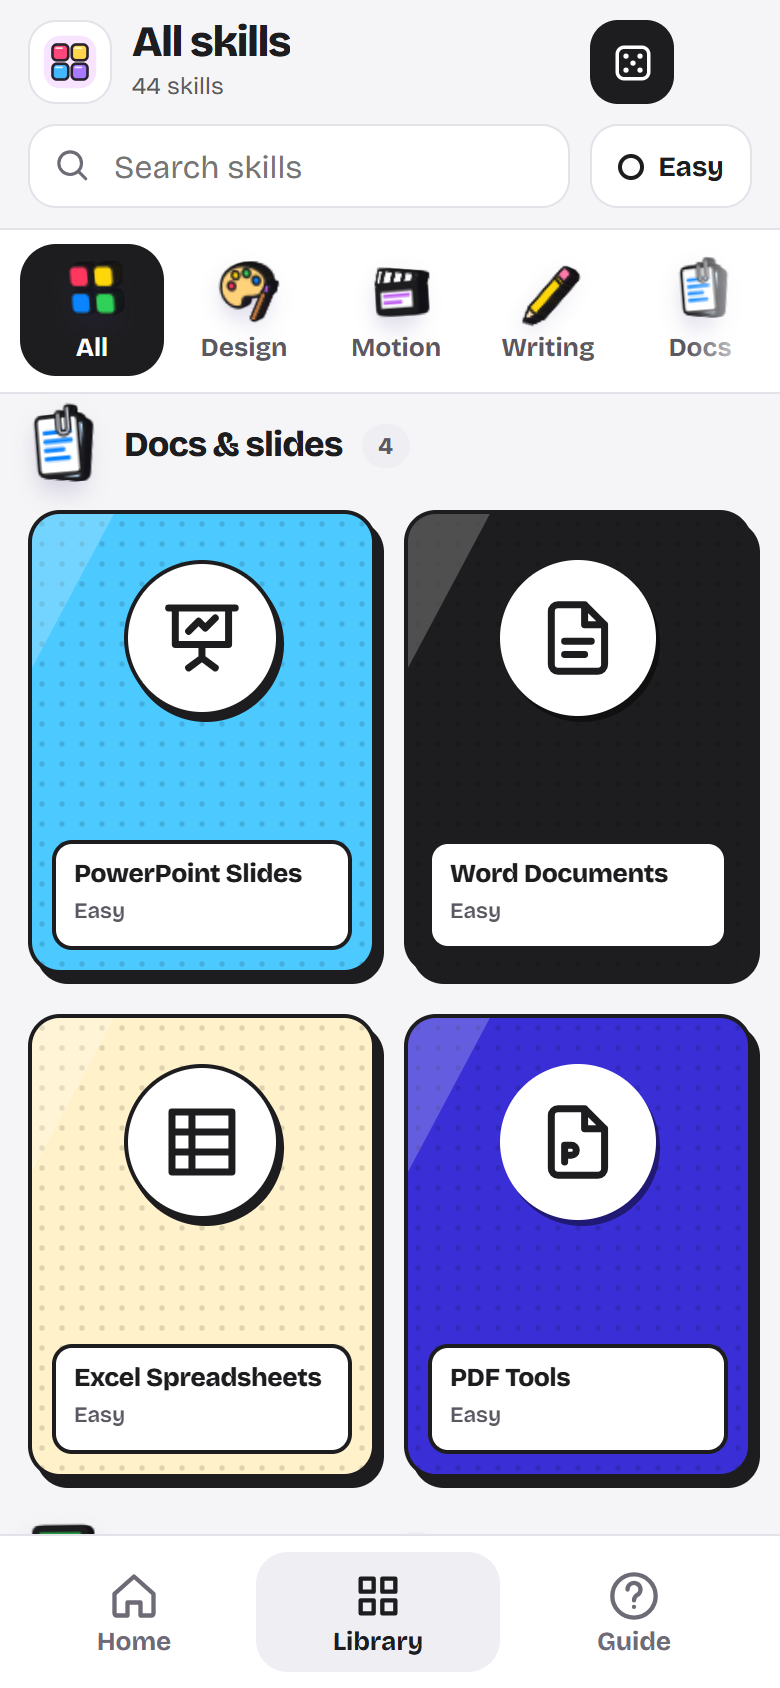 All skills
44 skills
Search skills
Easy
All
Design
Motion
Writing
Docs
Docs & slides
4
PowerPoint Slides
Easy
Word Documents
Easy
Excel Spreadsheets
Easy
P
PDF Tools
Easy
Home
Library
Guide